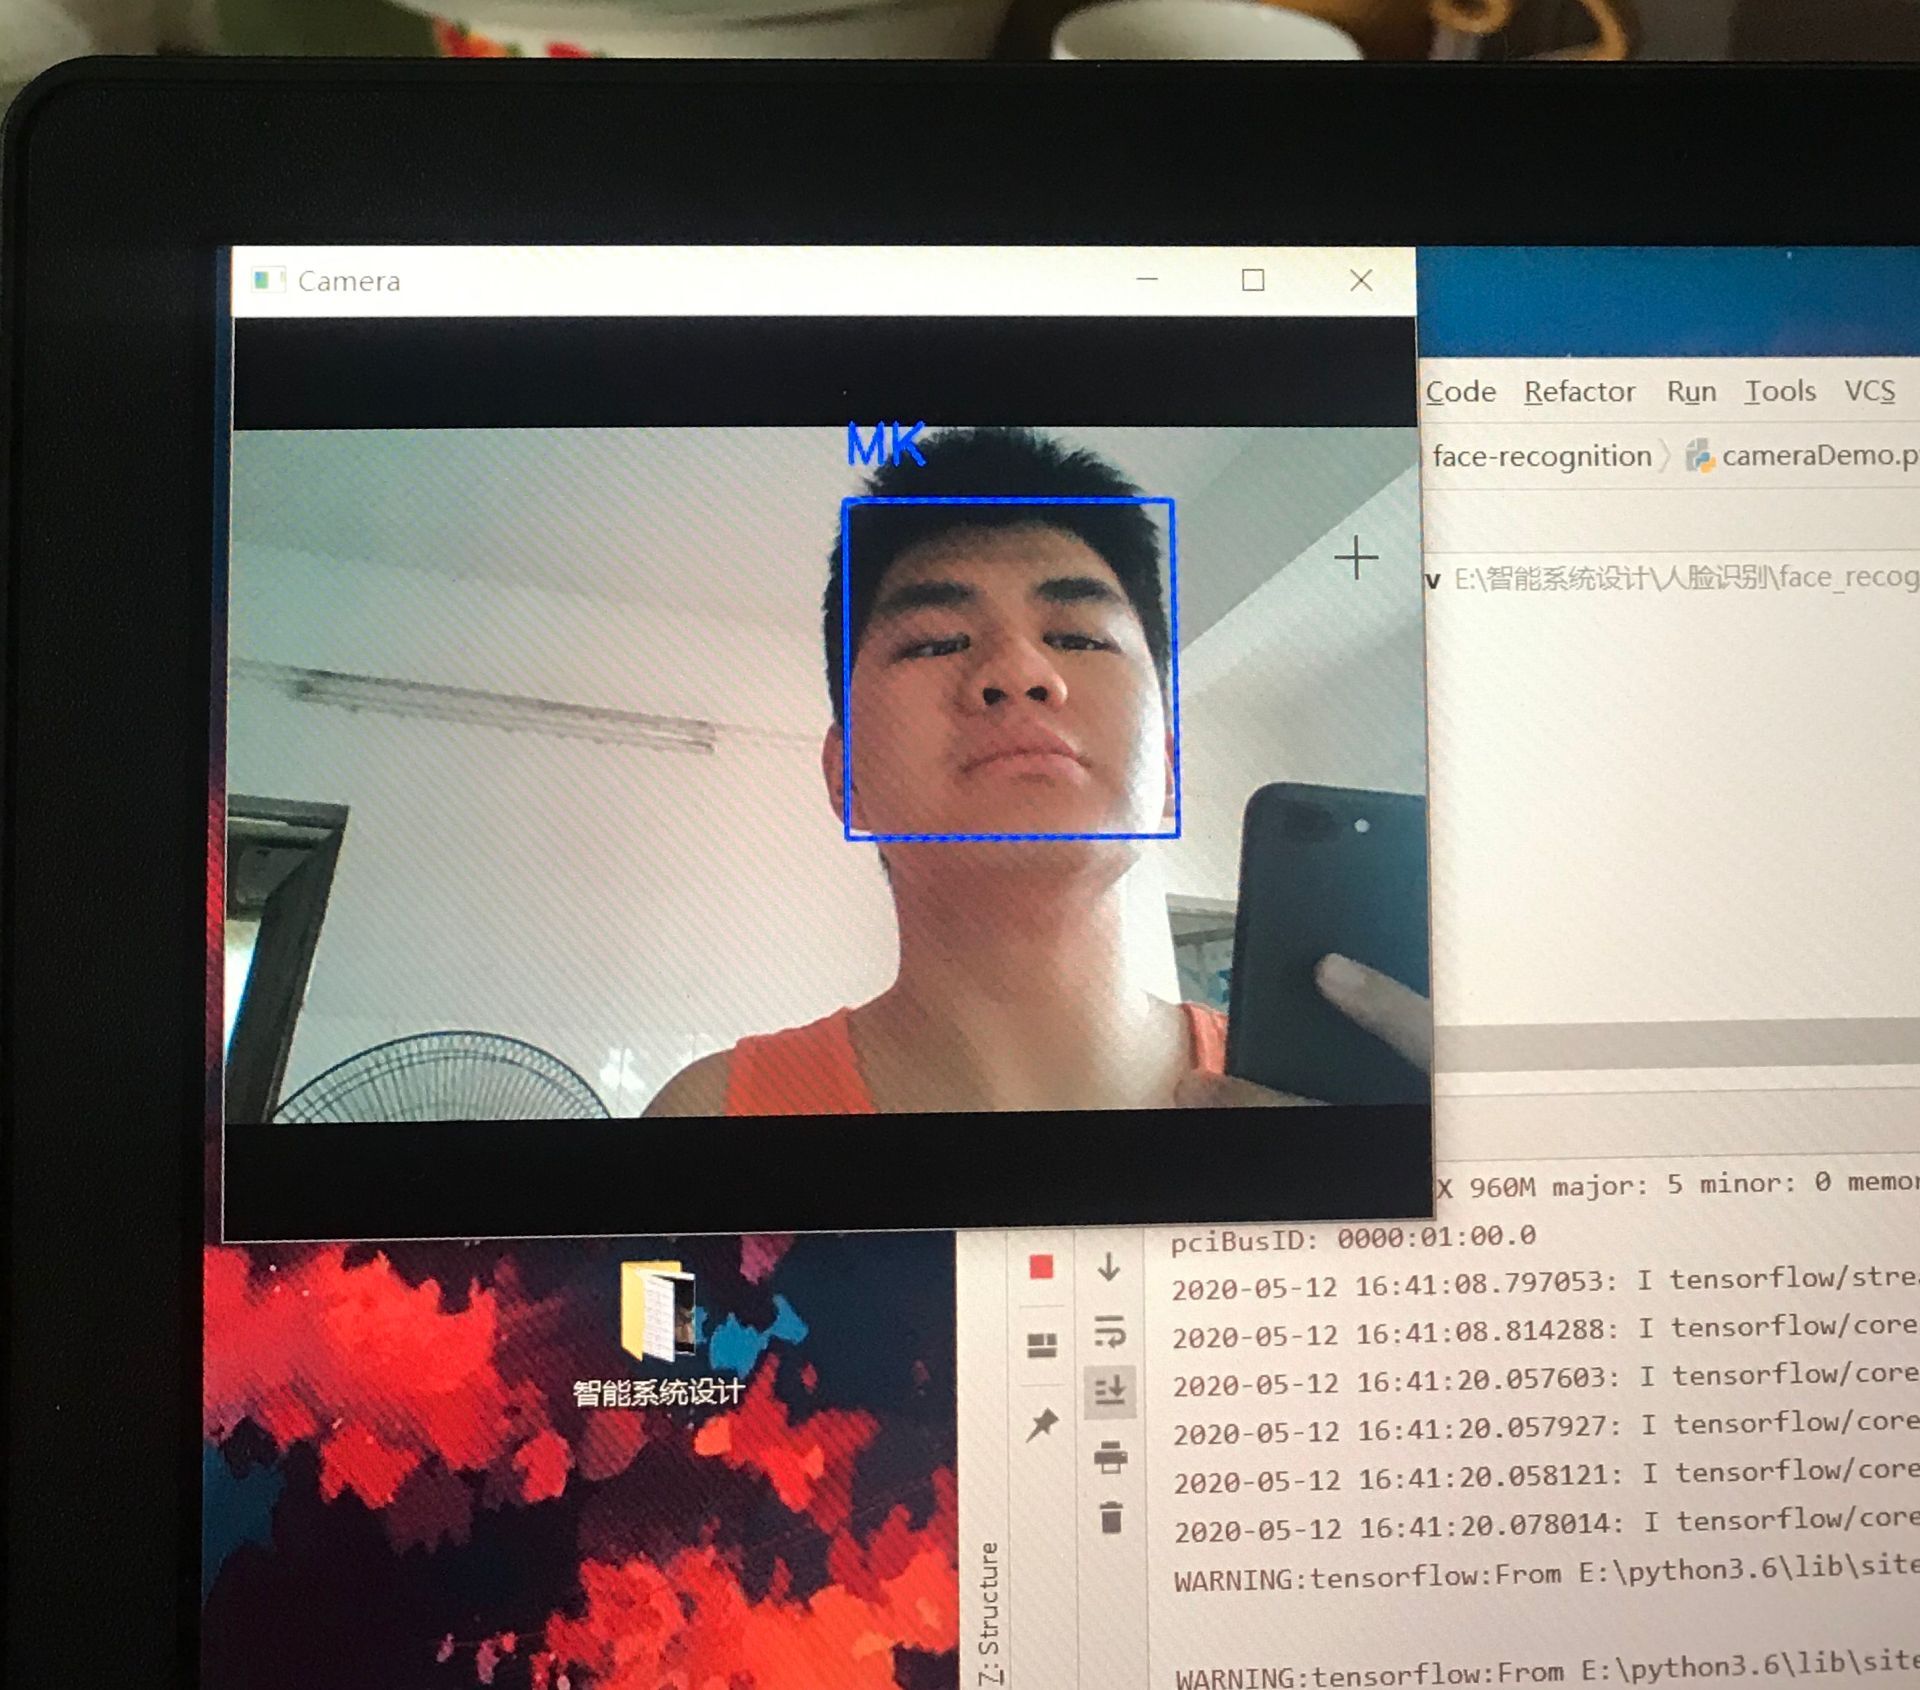 Camera
MK
Code Refactor Run Tools VCS
face-recognition cameraDemo.p
v E:\智能系统设计\人脸识别\face_recog
X 960M major: 5 minor: 0 memor
pciBusID: 0000:01:00.0
2020-05-12 16:41:08.797053: I tensorflow/stre
2020-05-12 16:41:08.814288: I tensorflow/core
2020-05-12 16:41:20.057603: I tensorflow/core
2020-05-12 16:41:20.057927: I tensorflow/core
2020-05-12 16:41:20.058121: I tensorflow/core
2020-05-12 16:41:20.078014: I tensorflow/core
WARNING:tensorflow:From E:\python3.6\lib\site
WARNING:tensorflow:From E:\python3.6\lib\site
智能系统设计
7: Structure